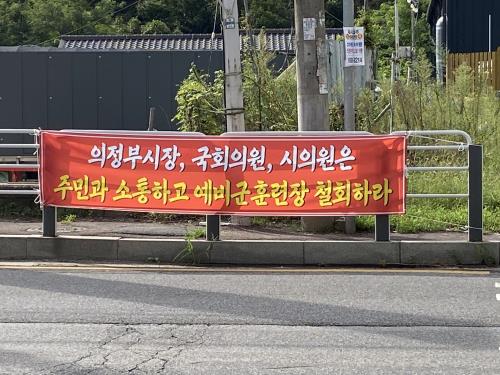 의정부시장, 국회의원, 시의원은
주민과 소통하고 예비군훈련장 철회하라